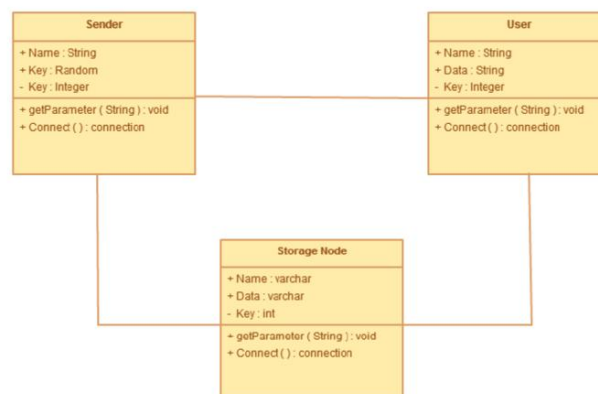 Sender
+ Name : String
+ Key : Random
- Key : Integer
+ getParameter ( String ) : void
+ Connect ( ) : connection
User
+ Name : String
+ Data : String
- Key : Integer
+ getParameter ( String ) : void
+ Connect ( ) : connection
Storage Node
+ Name : varchar
+ Data : varchar
- Key : int
+ getParameter ( String ) : void
+ Connect ( ) : connection